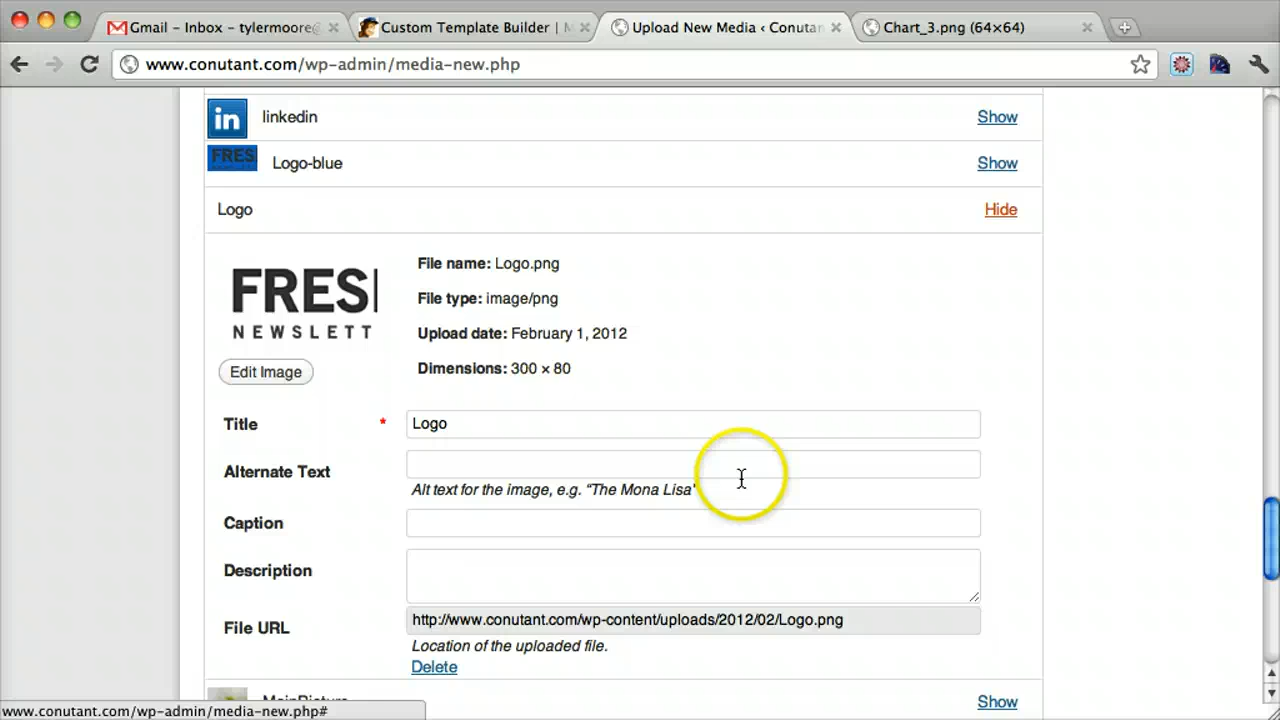 Gmail - Inbox - tylermoore@
Custom Template Builder | M
Upload New Media ‹ Conutan
Chart_3.png (64×64)
www.conutant.com/wp-admin/media-new.php
in
linkedin
Show
FRES
Logo-blue
Show
Logo
Hide
FRES
NEWSLETT
Edit Image
File name: Logo.png
File type: image/png
Upload date: February 1, 2012
Dimensions: 300 × 80
Title * Logo
Alternate Text
Alt text for the image, e.g. “The Mona Lisa”
Caption
Description
File URL http://www.conutant.com/wp-content/uploads/2012/02/Logo.png
Location of the uploaded file.
Delete
MainPicture
Show
www.conutant.com/wp-admin/media-new.php#